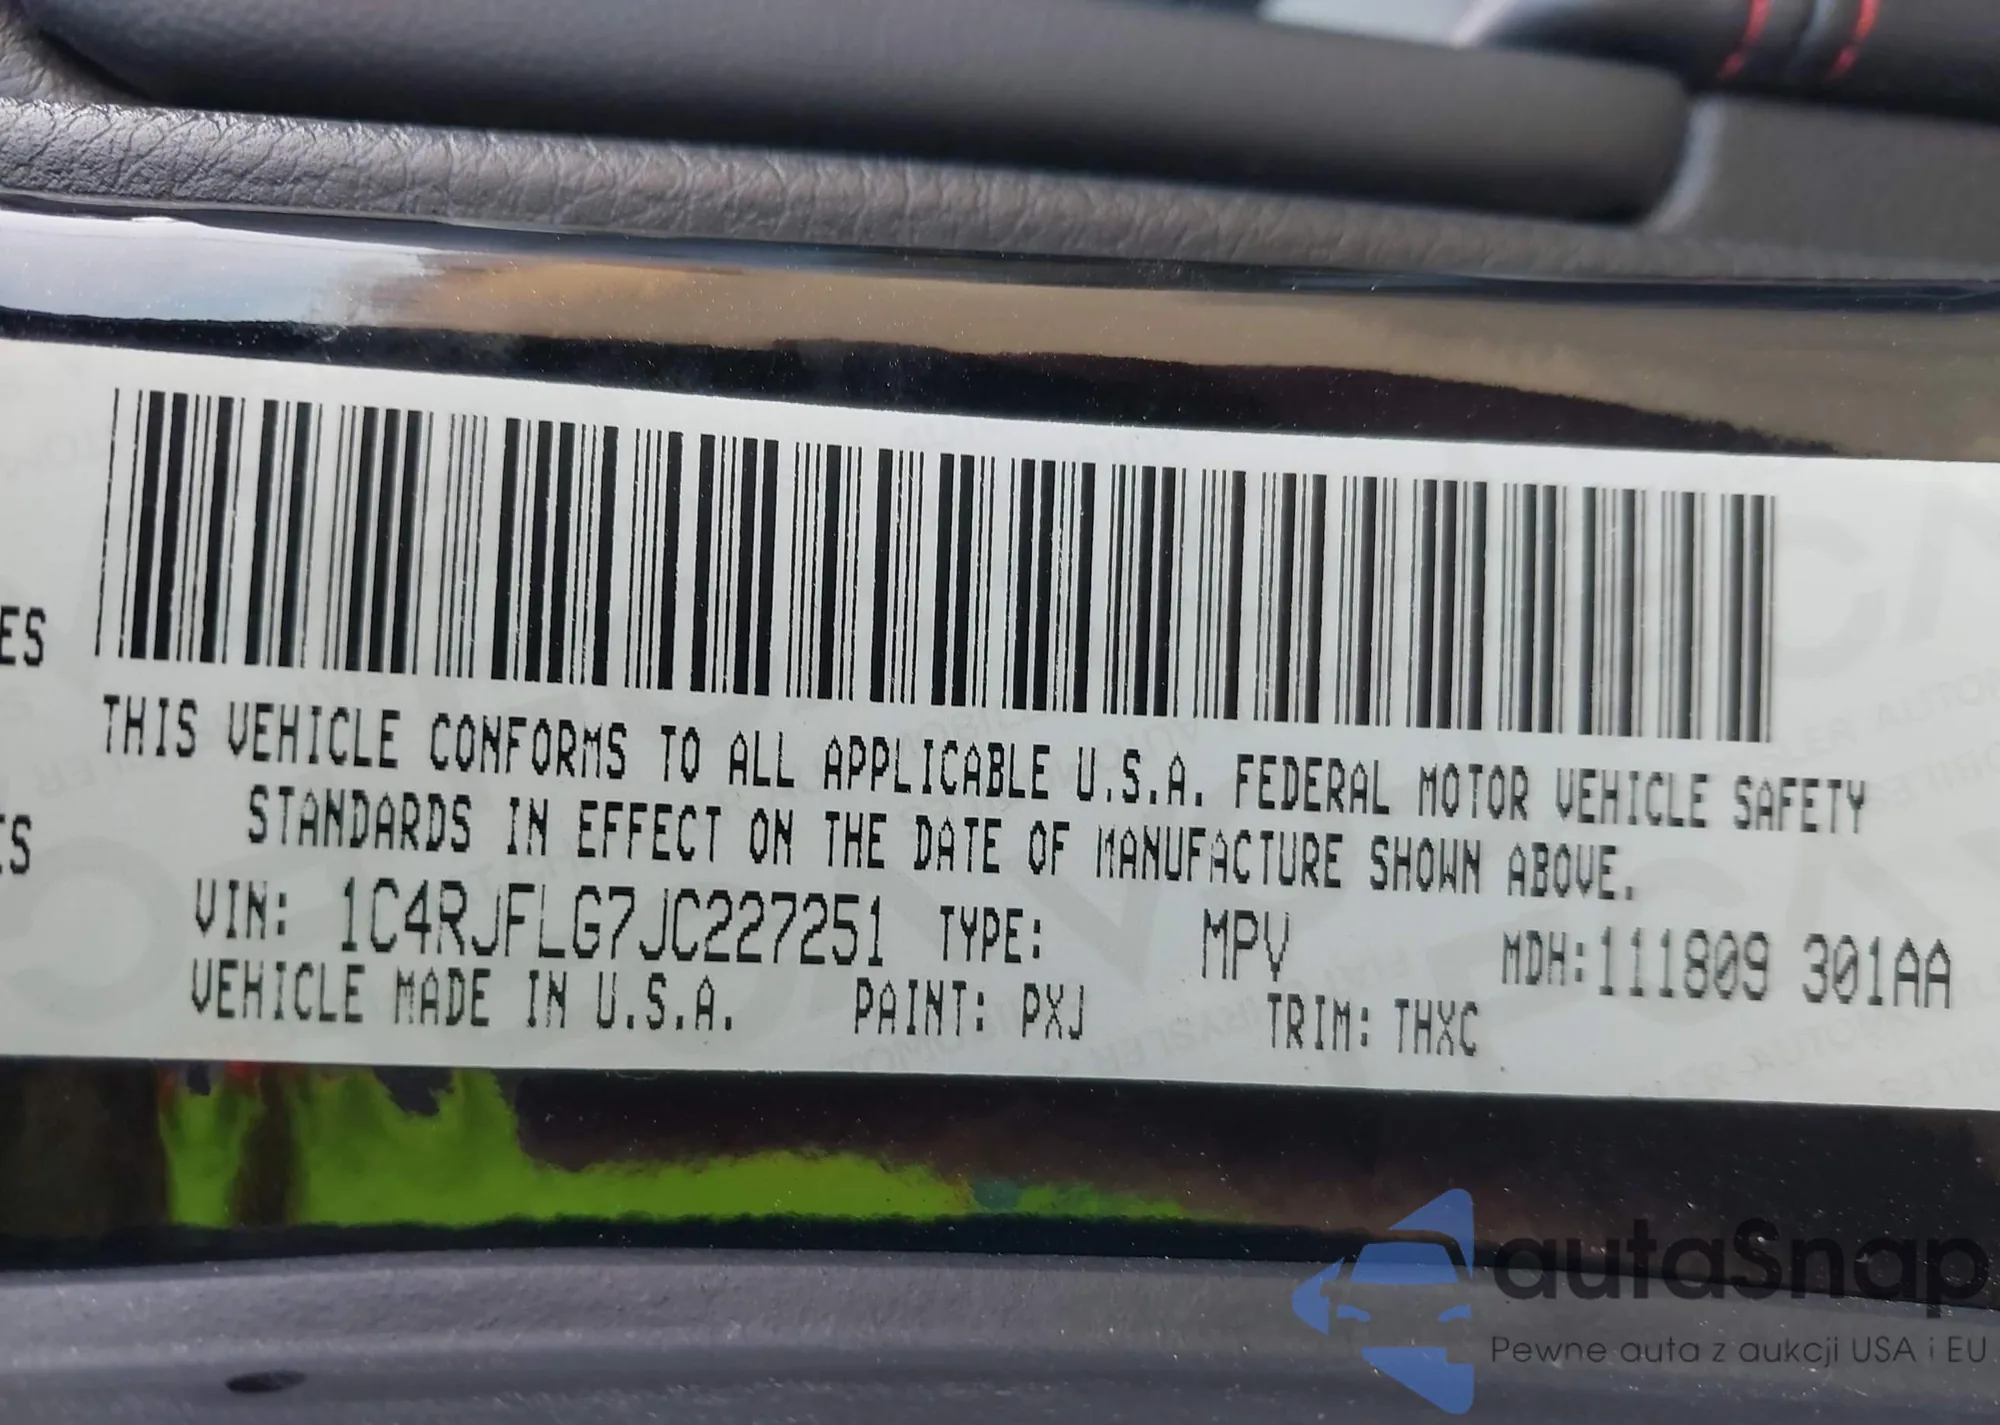 ES
THIS VEHICLE CONFORMS TO ALL APPLICABLE U.S.A. FEDERAL MOTOR VEHICLE SAFETY
STANDARDS IN EFFECT ON THE DATE OF MANUFACTURE SHOWN ABOVE.
VIN: 1C4RJFLG7JC227251 TYPE: MPV MDH:111809 301AA
VEHICLE MADE IN U.S.A. PAINT: PXJ TRIM: THXC
autaSnap
Pewne auta z aukcji USA i EU